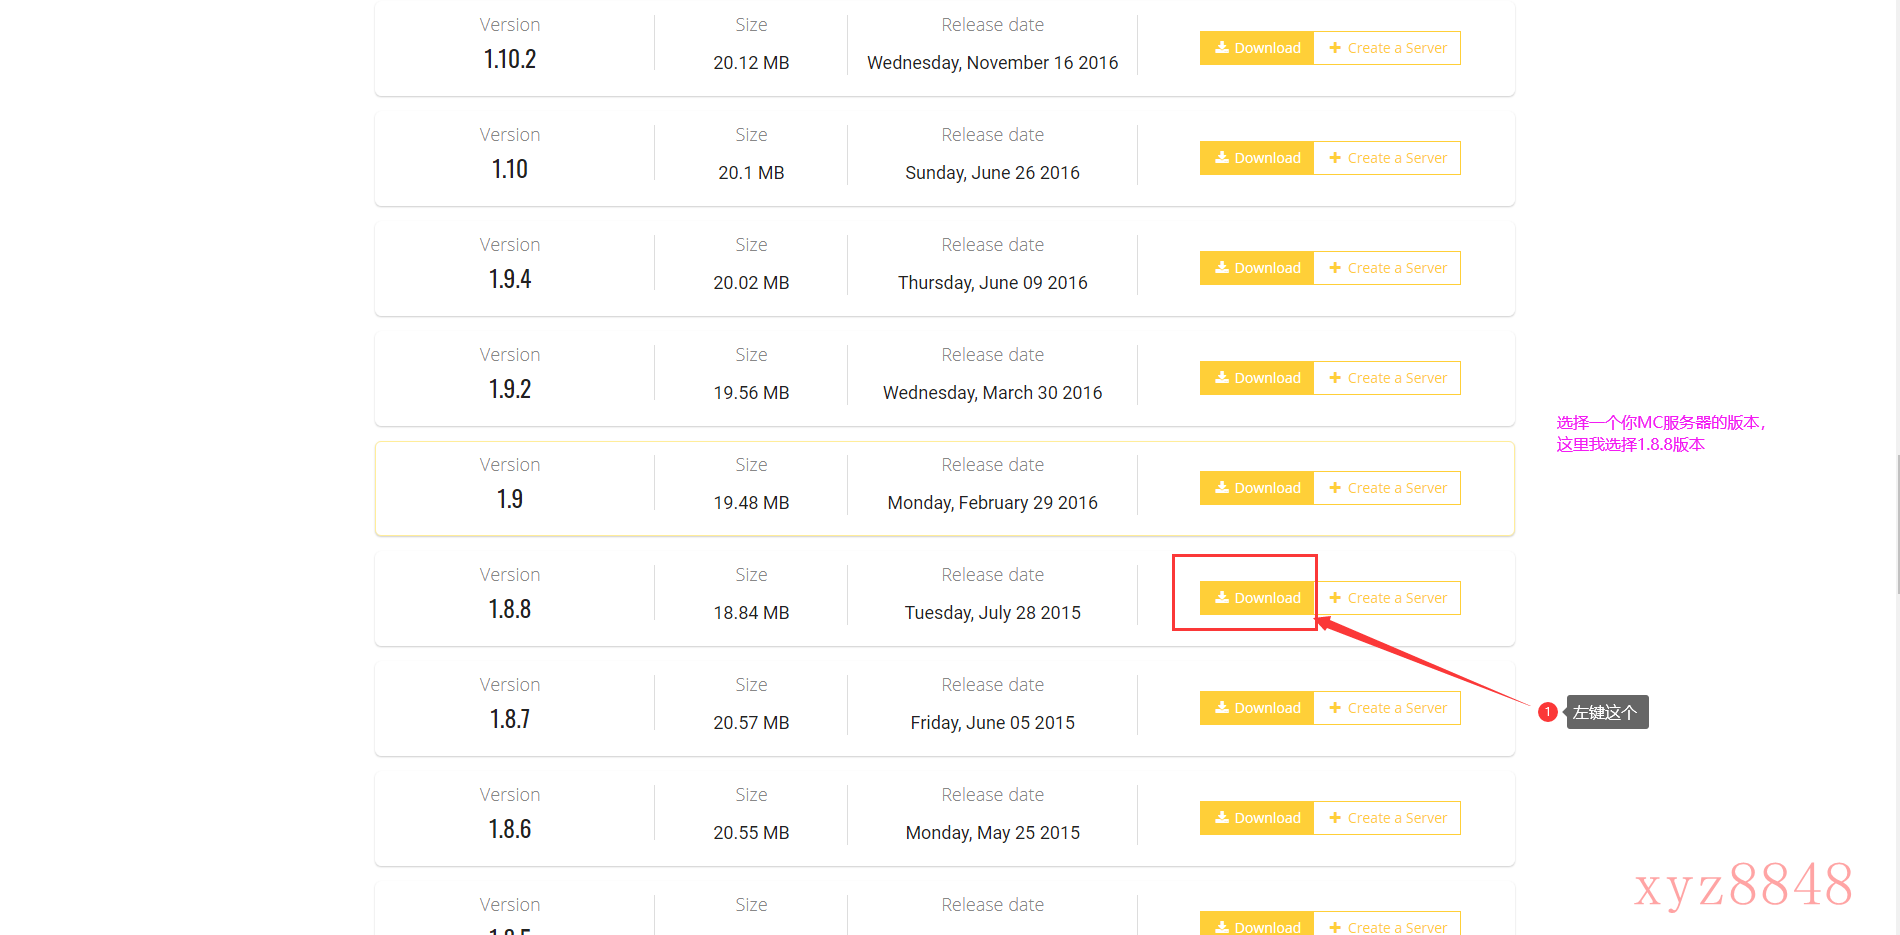 Version Size Release date
1.10.2 20.12 MB Wednesday, November 16 2016 Download Create a Server
Version Size Release date
1.10 20.1 MB Sunday, June 26 2016 Download Create a Server
Version Size Release date
1.9.4 20.02 MB Thursday, June 09 2016 Download Create a Server
Version Size Release date
1.9.2 19.56 MB Wednesday, March 30 2016 Download Create a Server
选择一个你MC服务器的版本，
这里我选择1.8.8版本
Version Size Release date
1.9 19.48 MB Monday, February 29 2016 Download Create a Server
Version Size Release date
1.8.8 18.84 MB Tuesday, July 28 2015 Download Create a Server
Version Size Release date
1.8.7 20.57 MB Friday, June 05 2015 Download Create a Server
1 左键这个
Version Size Release date
1.8.6 20.55 MB Monday, May 25 2015 Download Create a Server
xyz8848
Version Size Release date
Download Create a Server